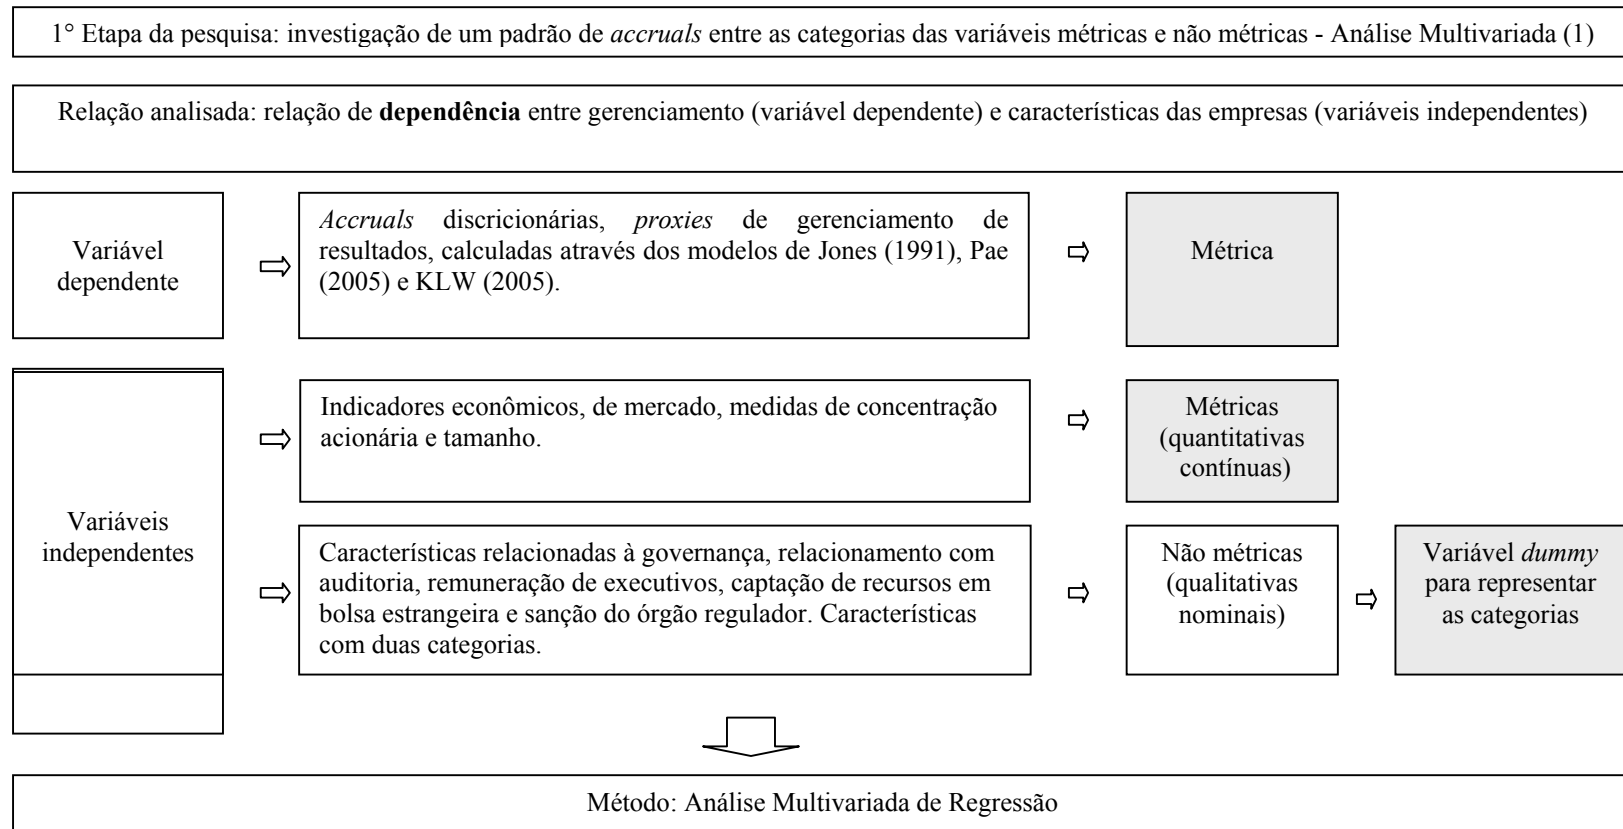 1° Etapa da pesquisa: investigação de um padrão de accruals entre as categorias das variáveis métricas e não métricas - Análise Multivariada (1)
Relação analisada: relação de dependência entre gerenciamento (variável dependente) e características das empresas (variáveis independentes)
Variável
dependente
Accruals discricionárias, proxies de gerenciamento de
resultados, calculadas através dos modelos de Jones (1991), Pae
(2005) e KLW (2005).
Métrica
Variáveis
independentes
Indicadores econômicos, de mercado, medidas de concentração
acionária e tamanho.
Métricas
(quantitativas
contínuas)
Características relacionadas à governança, relacionamento com
auditoria, remuneração de executivos, captação de recursos em
bolsa estrangeira e sanção do órgão regulador. Características
com duas categorias.
Não métricas
(qualitativas
nominais)
Variável dummy
para representar
as categorias
Método: Análise Multivariada de Regressão